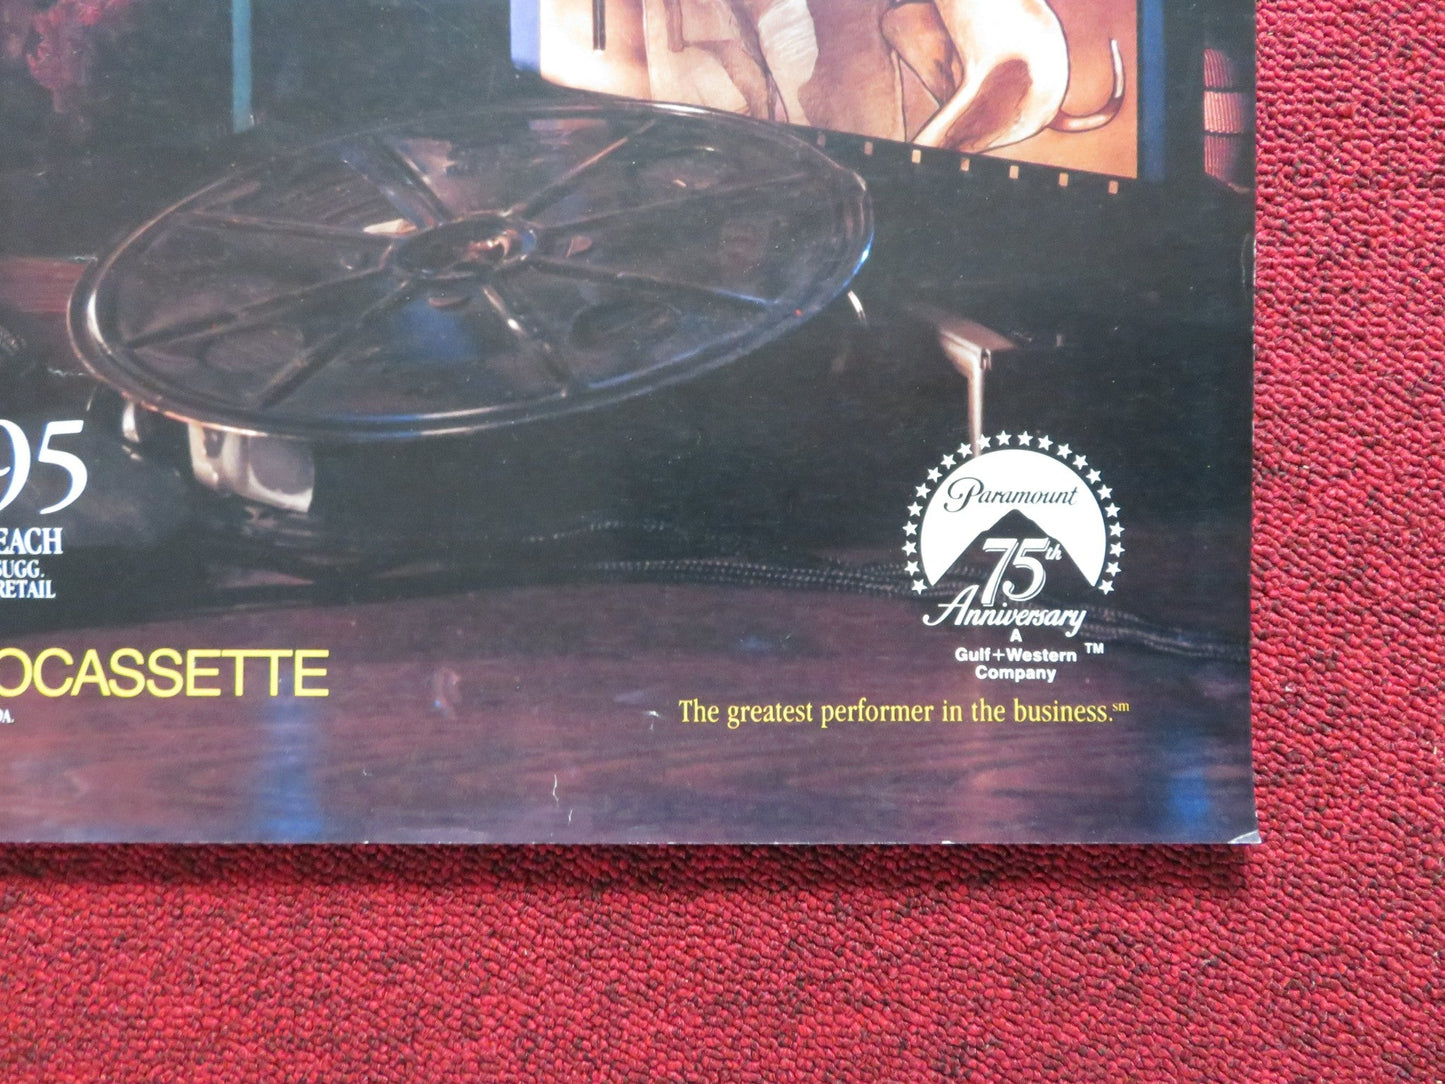 95
EACH
SUGG.
RETAIL
OCASSETTE
Paramount
75th
Anniversary
A
Gulf+Western TM
Company
The greatest performer in the business.sm